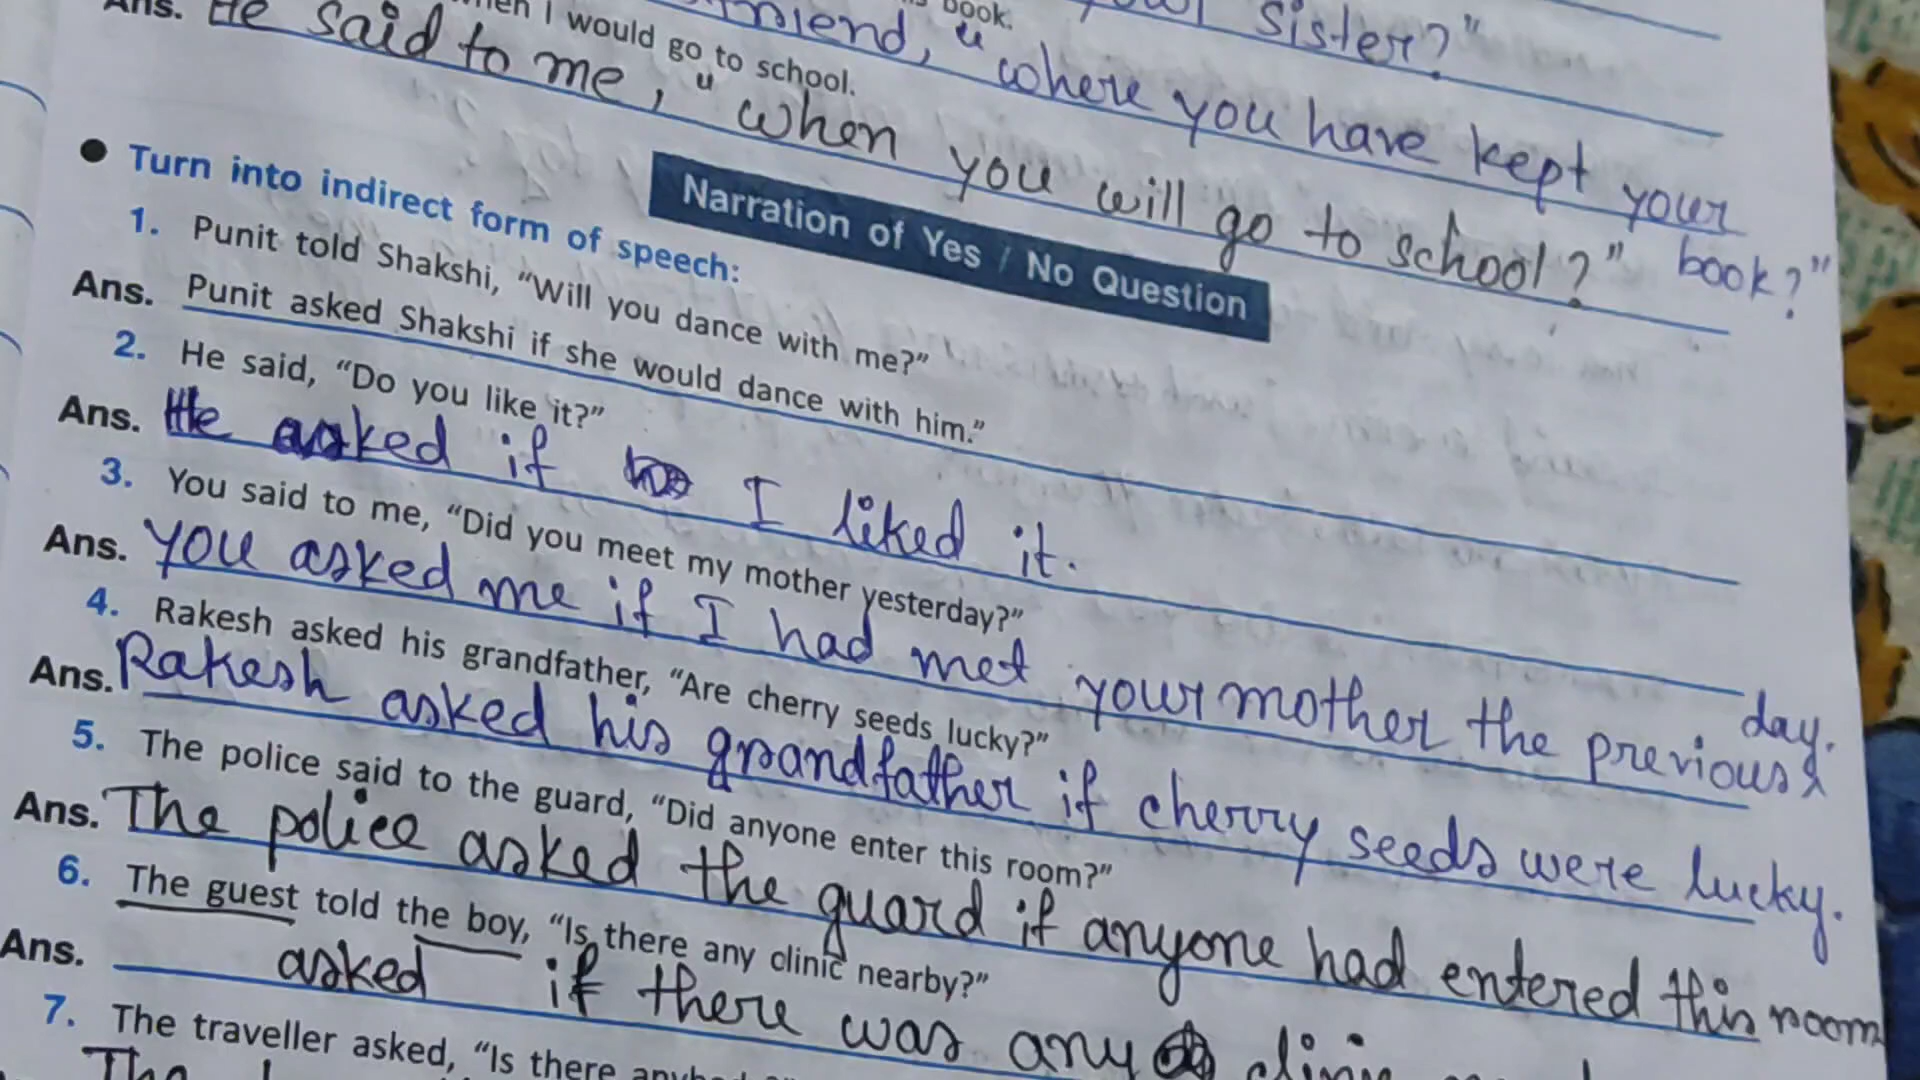 sister?"
book.
friend, "where you have kept your book?"
when I would go to school.
Ans. He said to me, "when you will go to school?"
Narration of Yes / No Question
● Turn into indirect form of speech:
1. Punit told Shakshi, "Will you dance with me?"
Ans. Punit asked Shakshi if she would dance with him."
2. He said, "Do you like it?"
Ans. He asked if I liked it.
3. You said to me, "Did you meet my mother yesterday?"
Ans. You asked me if I had met your mother the previous day.
4. Rakesh asked his grandfather, "Are cherry seeds lucky?"
Ans. Rakesh asked his grandfather if cherry seeds were lucky.
5. The police said to the guard, "Did anyone enter this room?"
Ans. The police asked the guard if anyone had entered this room
6. The guest told the boy, "Is there any clinic nearby?"
Ans. asked if there was any clinic
7. The traveller asked, "Is there